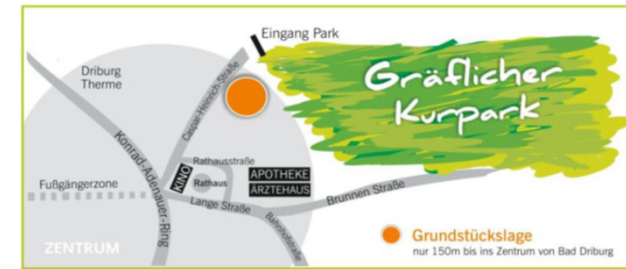 Eingang Park
Gräflicher
Kurpark
Driburg
Therme
Caspar-Heinrich-Straße
Konrad-Adenauer-Ring
Rathausstraße
KINO
Rathaus
APOTHEKE
ÄRZTEHAUS
Fußgängerzone
Lange Straße
Brunnen Straße
Bahnhofstraße
ZENTRUM
Grundstückslage
nur 150m bis ins Zentrum von Bad Driburg